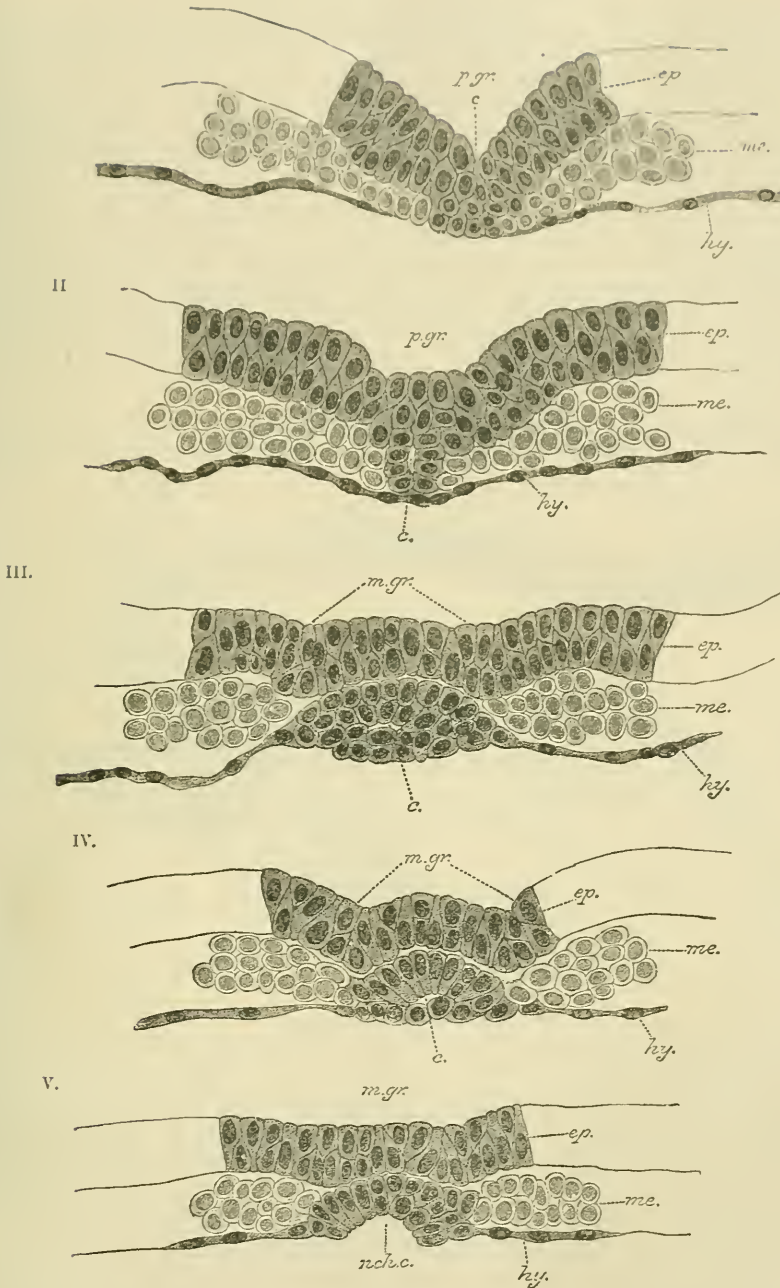 p.gr.
c
ep.
me.
hy.
II
p.gr.
ep.
me.
hy.
c.
III.
m.gr.
ep.
me.
hy.
c.
IV.
m.gr.
ep.
me.
hy.
c.
V.
m.gr.
ep.
me.
nch.c.
hy.